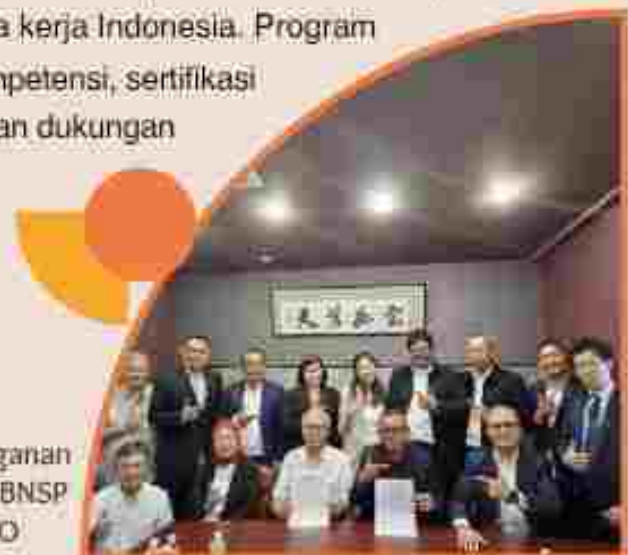 a kerja Indonesia. Program
npetensi, sertifikasi
an dukungan
ganan
BNSP
O